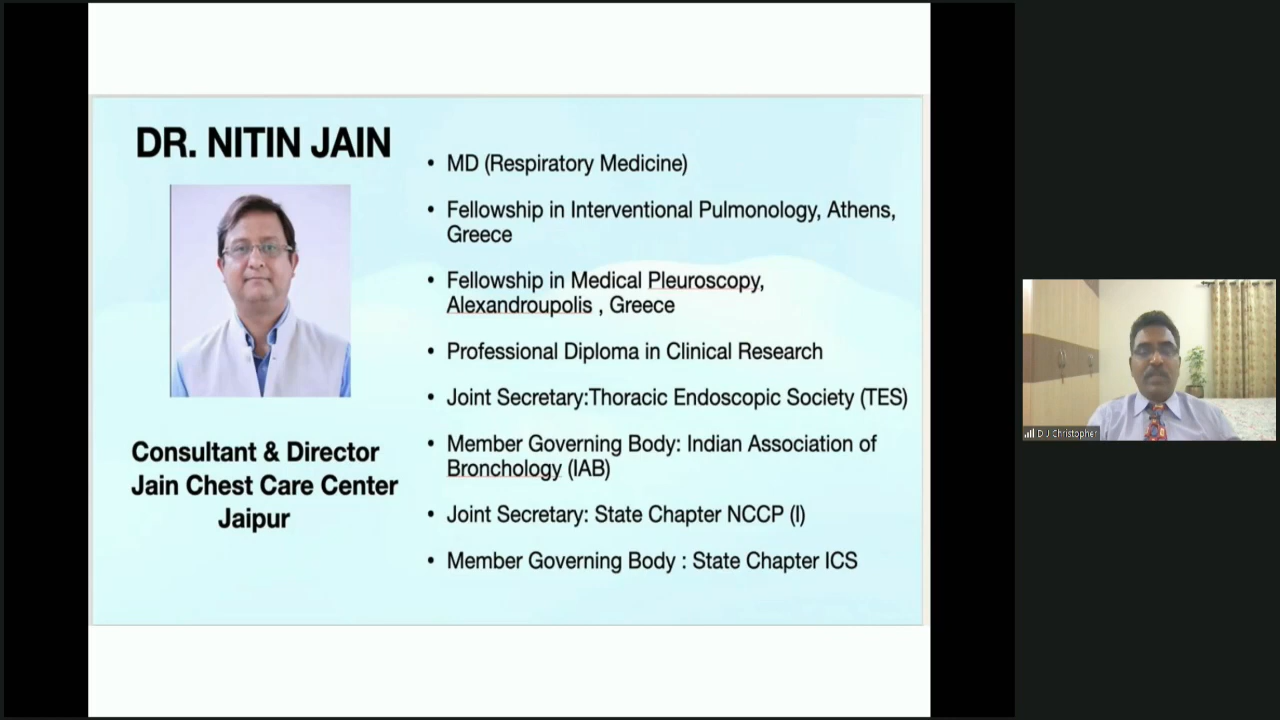 DR. NITIN JAIN
Consultant & Director
Jain Chest Care Center
Jaipur
• MD (Respiratory Medicine)
• Fellowship in Interventional Pulmonology, Athens,
Greece
• Fellowship in Medical Pleuroscopy,
Alexandroupolis , Greece
• Professional Diploma in Clinical Research
• Joint Secretary:Thoracic Endoscopic Society (TES)
• Member Governing Body: Indian Association of
Bronchology (IAB)
• Joint Secretary: State Chapter NCCP (I)
• Member Governing Body : State Chapter ICS
D J Christopher